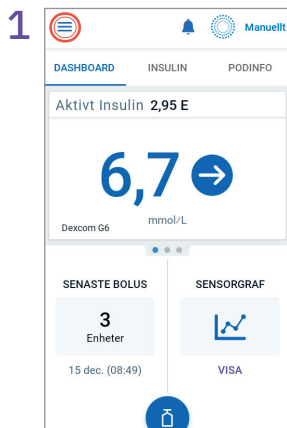 1
Manuellt
DASHBOARD INSULIN PODINFO
Aktivt Insulin 2,95 E
6,7
mmol/L
Dexcom G6
SENASTE BOLUS SENSORGRAF
3
Enheter
15 dec. (08:49) VISA